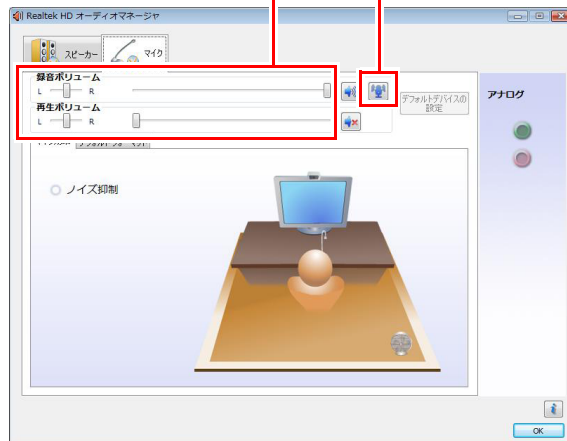 Realtek HD オーディオマネージャ
スピーカー
マイク
録音ボリューム
L R
再生ボリューム
L R
デフォルトデバイスの
設定
アナログ
ノイズ抑制
OK